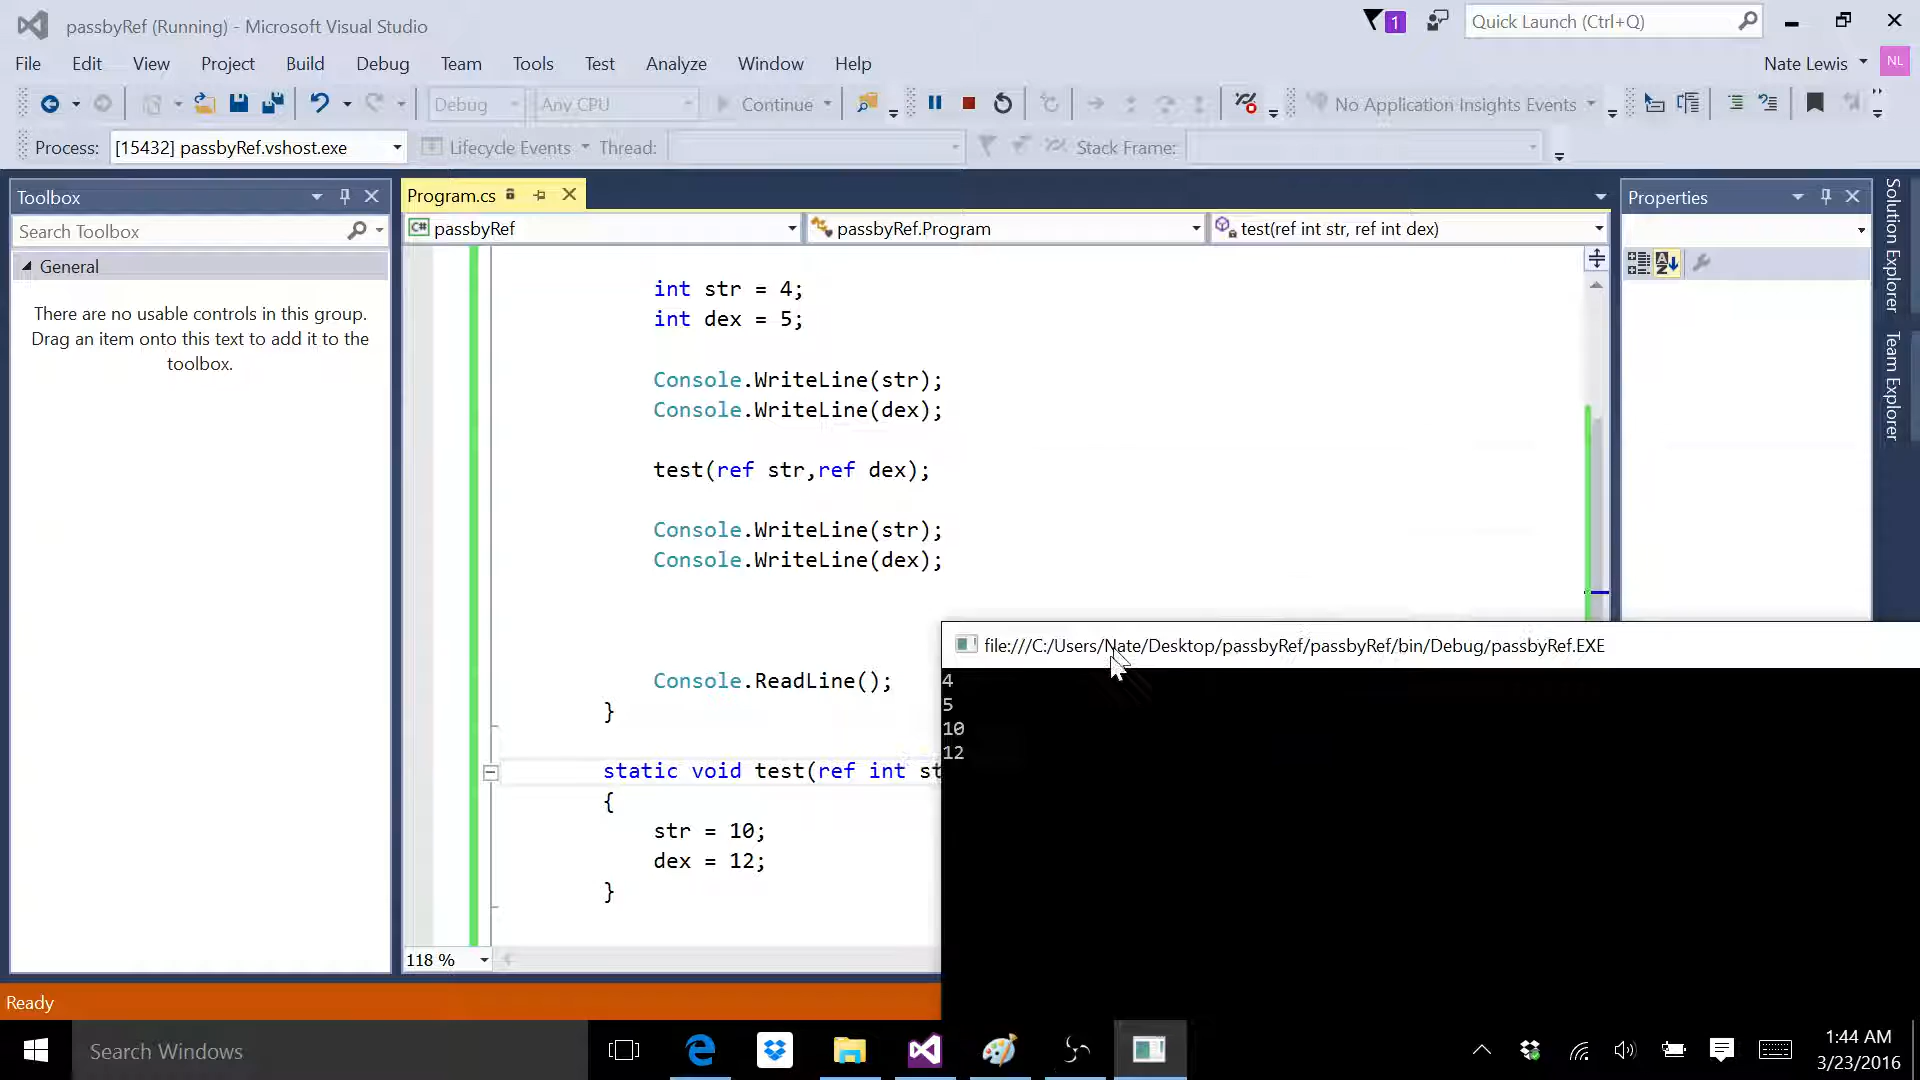 passbyRef (Running) - Microsoft Visual Studio
1
Quick Launch (Ctrl+Q)
File Edit View Project Build Debug Team Tools Test Analyze Window Help
Nate Lewis
NL
Debug
Any CPU
Continue
No Application Insights Events
Process: [15432] passbyRef.vshost.exe
Lifecycle Events
Thread:
Stack Frame:
Toolbox
Search Toolbox
General
There are no usable controls in this group.
Drag an item onto this text to add it to the
toolbox.
Program.cs
C# passbyRef
passbyRef.Program
test(ref int str, ref int dex)
int str = 4;
int dex = 5;
Console.WriteLine(str);
Console.WriteLine(dex);
test(ref str,ref dex);
Console.WriteLine(str);
Console.WriteLine(dex);
Console.ReadLine();
}
static void test(ref int st
{
str = 10;
dex = 12;
}
118 %
Properties
Solution Explorer
Team Explorer
file:///C:/Users/Nate/Desktop/passbyRef/passbyRef/bin/Debug/passbyRef.EXE
4
5
10
12
Ready
Search Windows
1:44 AM
3/23/2016